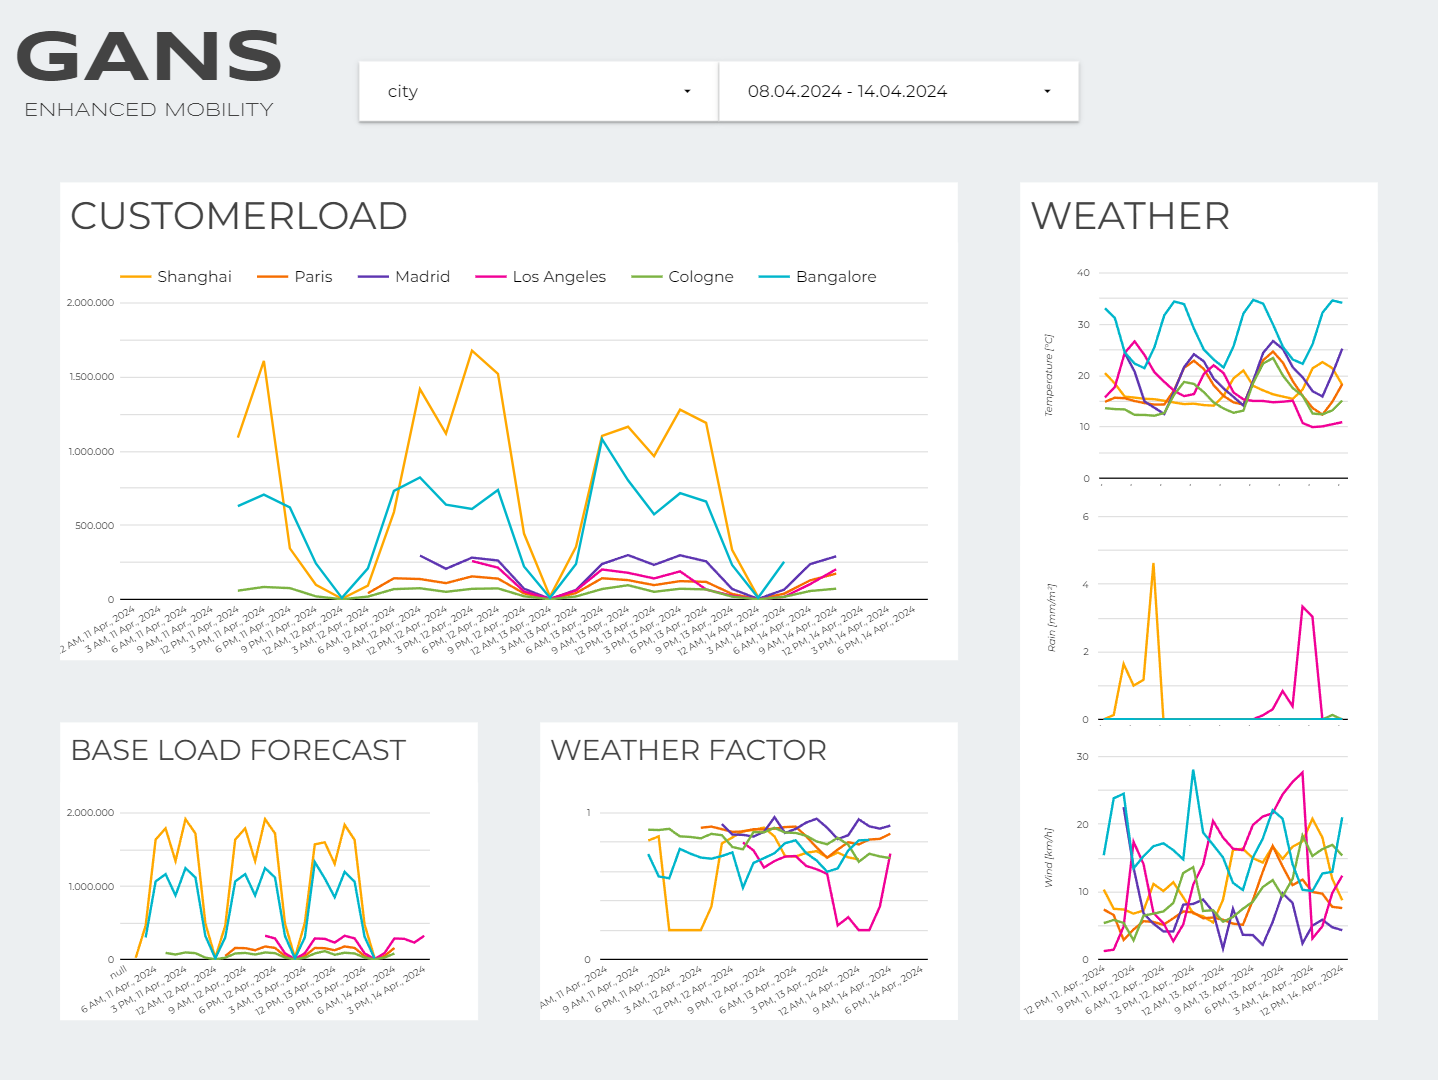 GANS
ENHANCED MOBILITY
city
08.04.2024 - 14.04.2024
CUSTOMERLOAD
Shanghai Paris Madrid Los Angeles Cologne Bangalore
2.000.000
1.500.000
1.000.000
500.000
0
2 AM, 11 Apr., 2024
3 AM, 11 Apr., 2024
6 AM, 11 Apr., 2024
9 AM, 11 Apr., 2024
12 PM, 11 Apr., 2024
3 PM, 11 Apr., 2024
6 PM, 11 Apr., 2024
9 PM, 11 Apr., 2024
12 AM, 12 Apr., 2024
3 AM, 12 Apr., 2024
6 AM, 12 Apr., 2024
9 AM, 12 Apr., 2024
12 PM, 12 Apr., 2024
3 PM, 12 Apr., 2024
6 PM, 12 Apr., 2024
9 PM, 12 Apr., 2024
12 AM, 13 Apr., 2024
3 AM, 13 Apr., 2024
6 AM, 13 Apr., 2024
9 AM, 13 Apr., 2024
12 PM, 13 Apr., 2024
3 PM, 13 Apr., 2024
6 PM, 13 Apr., 2024
9 PM, 13 Apr., 2024
12 AM, 14 Apr., 2024
3 AM, 14 Apr., 2024
6 AM, 14 Apr., 2024
9 AM, 14 Apr., 2024
12 PM, 14 Apr., 2024
3 PM, 14 Apr., 2024
6 PM, 14 Apr., 2024
WEATHER
Temperature [°C]
40
30
20
10
0
Rain [mm/m²]
6
4
2
0
Wind [km/h]
30
20
10
0
12 PM, 11. Apr., 2024
9 PM, 11. Apr., 2024
6 AM, 12. Apr., 2024
3 PM, 12. Apr., 2024
12 AM, 13. Apr., 2024
9 AM, 13. Apr., 2024
6 PM, 13. Apr., 2024
3 AM, 14. Apr., 2024
12 PM, 14. Apr., 2024
BASE LOAD FORECAST
2.000.000
1.000.000
0
null
6 AM, 11 Apr., 2024
3 PM, 11 Apr., 2024
12 AM, 12 Apr., 2024
9 AM, 12 Apr., 2024
6 PM, 12 Apr., 2024
3 AM, 13 Apr., 2024
12 PM, 13 Apr., 2024
9 PM, 13 Apr., 2024
6 AM, 14 Apr., 2024
3 PM, 14 Apr., 2024
WEATHER FACTOR
1
0
AM, 11 Apr., 2024
9 AM, 11 Apr., 2024
6 PM, 11 Apr., 2024
3 AM, 12 Apr., 2024
12 PM, 12 Apr., 2024
9 PM, 12 Apr., 2024
6 AM, 13 Apr., 2024
3 PM, 13 Apr., 2024
12 AM, 14 Apr., 2024
9 AM, 14 Apr., 2024
6 PM, 14 Apr., 2024